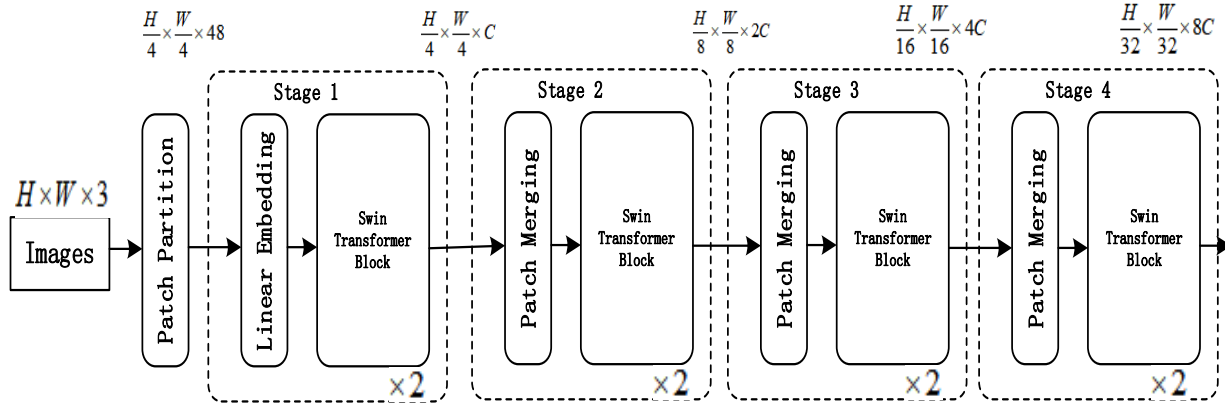 H/4 × W/4 × 48
H/4 × W/4 × C
H/8 × W/8 × 2C
H/16 × W/16 × 4C
H/32 × W/32 × 8C
Stage 1
Stage 2
Stage 3
Stage 4
H × W × 3
Images
Patch Partition
Linear Embedding
Swin
Transformer
Block
×2
Patch Merging
Swin
Transformer
Block
×2
Patch Merging
Swin
Transformer
Block
×2
Patch Merging
Swin
Transformer
Block
×2